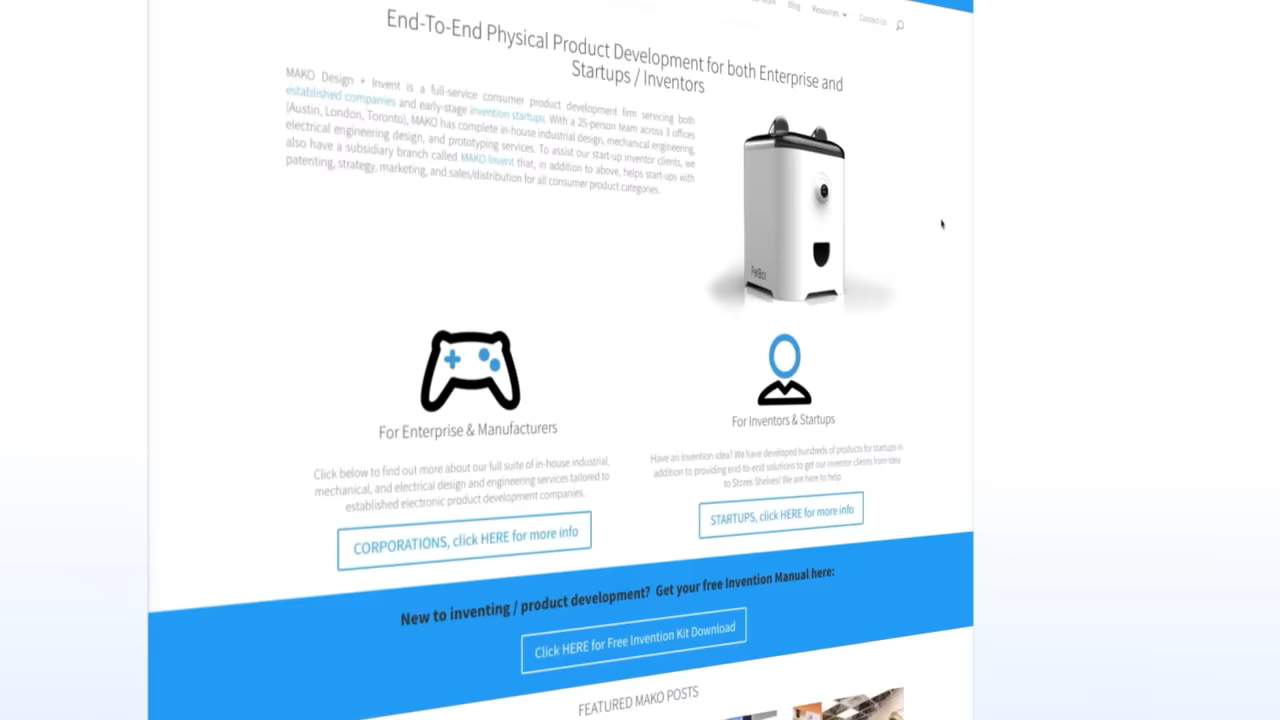 Blog
Resources
Contact Us
End-To-End Physical Product Development for both Enterprise and
Startups / Inventors
MAKO Design + Invent is a full-service consumer product development firm servicing both
established companies and early-stage invention startups. With a 25-person team across 3 offices
(Austin, London, Toronto), MAKO has complete in-house industrial design, mechanical engineering,
electrical engineering design, and prototyping services. To assist our start-up inventor clients, we
also have a subsidiary branch called MAKO Invent that, in addition to above, helps start-ups with
patenting, strategy, marketing, and sales/distribution for all consumer product categories.
PetBot
For Enterprise & Manufacturers
Click below to find out more about our full suite of in-house industrial,
mechanical, and electrical design and engineering services tailored to
established electronic product development companies.
CORPORATIONS, click HERE for more info
For Inventors & Startups
Have an invention idea? We have developed hundreds of products for startups in
addition to providing end-to-end solutions to get our inventor clients from Idea
to Stores Shelves! We are here to help
STARTUPS, click HERE for more info
New to inventing / product development? Get your free Invention Manual here:
Click HERE for Free Invention Kit Download
FEATURED MAKO POSTS